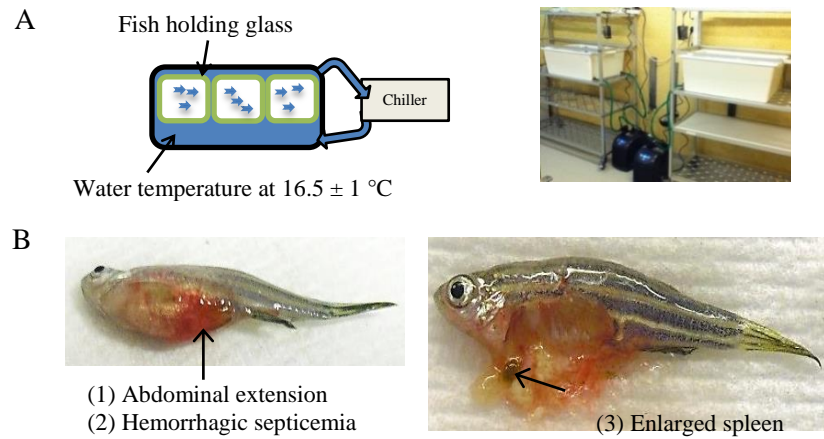 A
Fish holding glass
Chiller
Water temperature at 16.5 ± 1 °C
B
(1) Abdominal extension
(2) Hemorrhagic septicemia
(3) Enlarged spleen